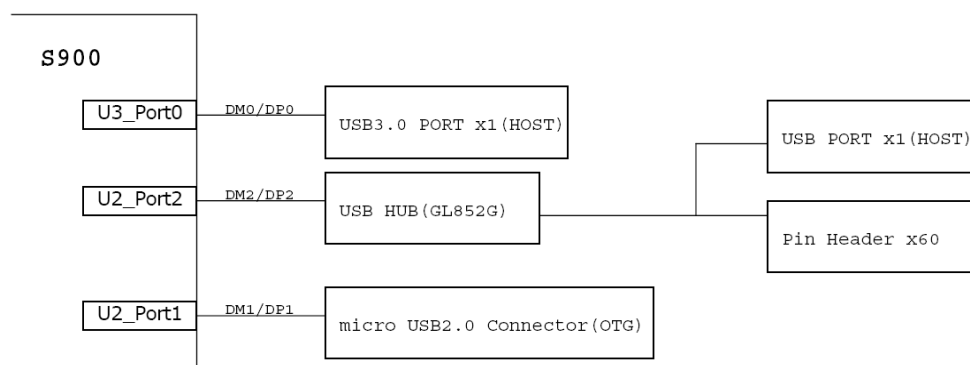 S900
U3_Port0
DM0/DP0
USB3.0 PORT x1(HOST)
USB PORT x1(HOST)
U2_Port2
DM2/DP2
USB HUB(GL852G)
Pin Header x60
U2_Port1
DM1/DP1
micro USB2.0 Connector(OTG)